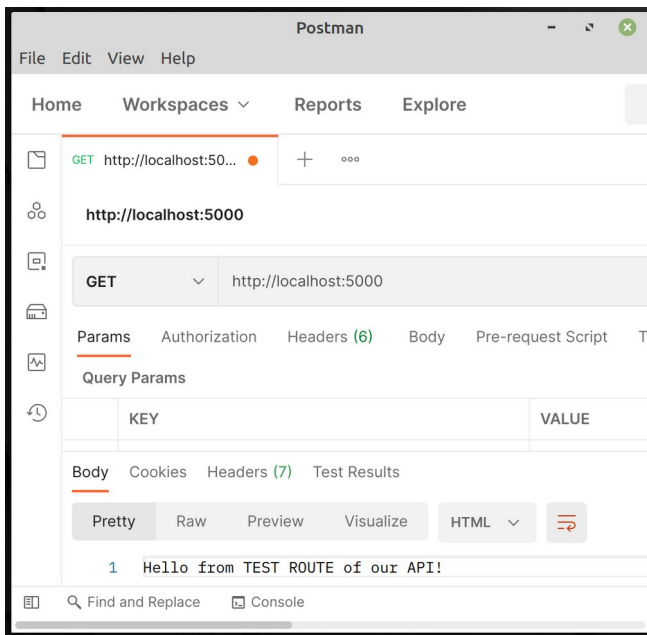 Postman
File Edit View Help
Home Workspaces Reports Explore
GET http://localhost:50...
http://localhost:5000
GET http://localhost:5000
Params Authorization Headers (6) Body Pre-request Script T
Query Params
KEY VALUE
Body Cookies Headers (7) Test Results
Pretty Raw Preview Visualize HTML
1 Hello from TEST ROUTE of our API!
Find and Replace Console